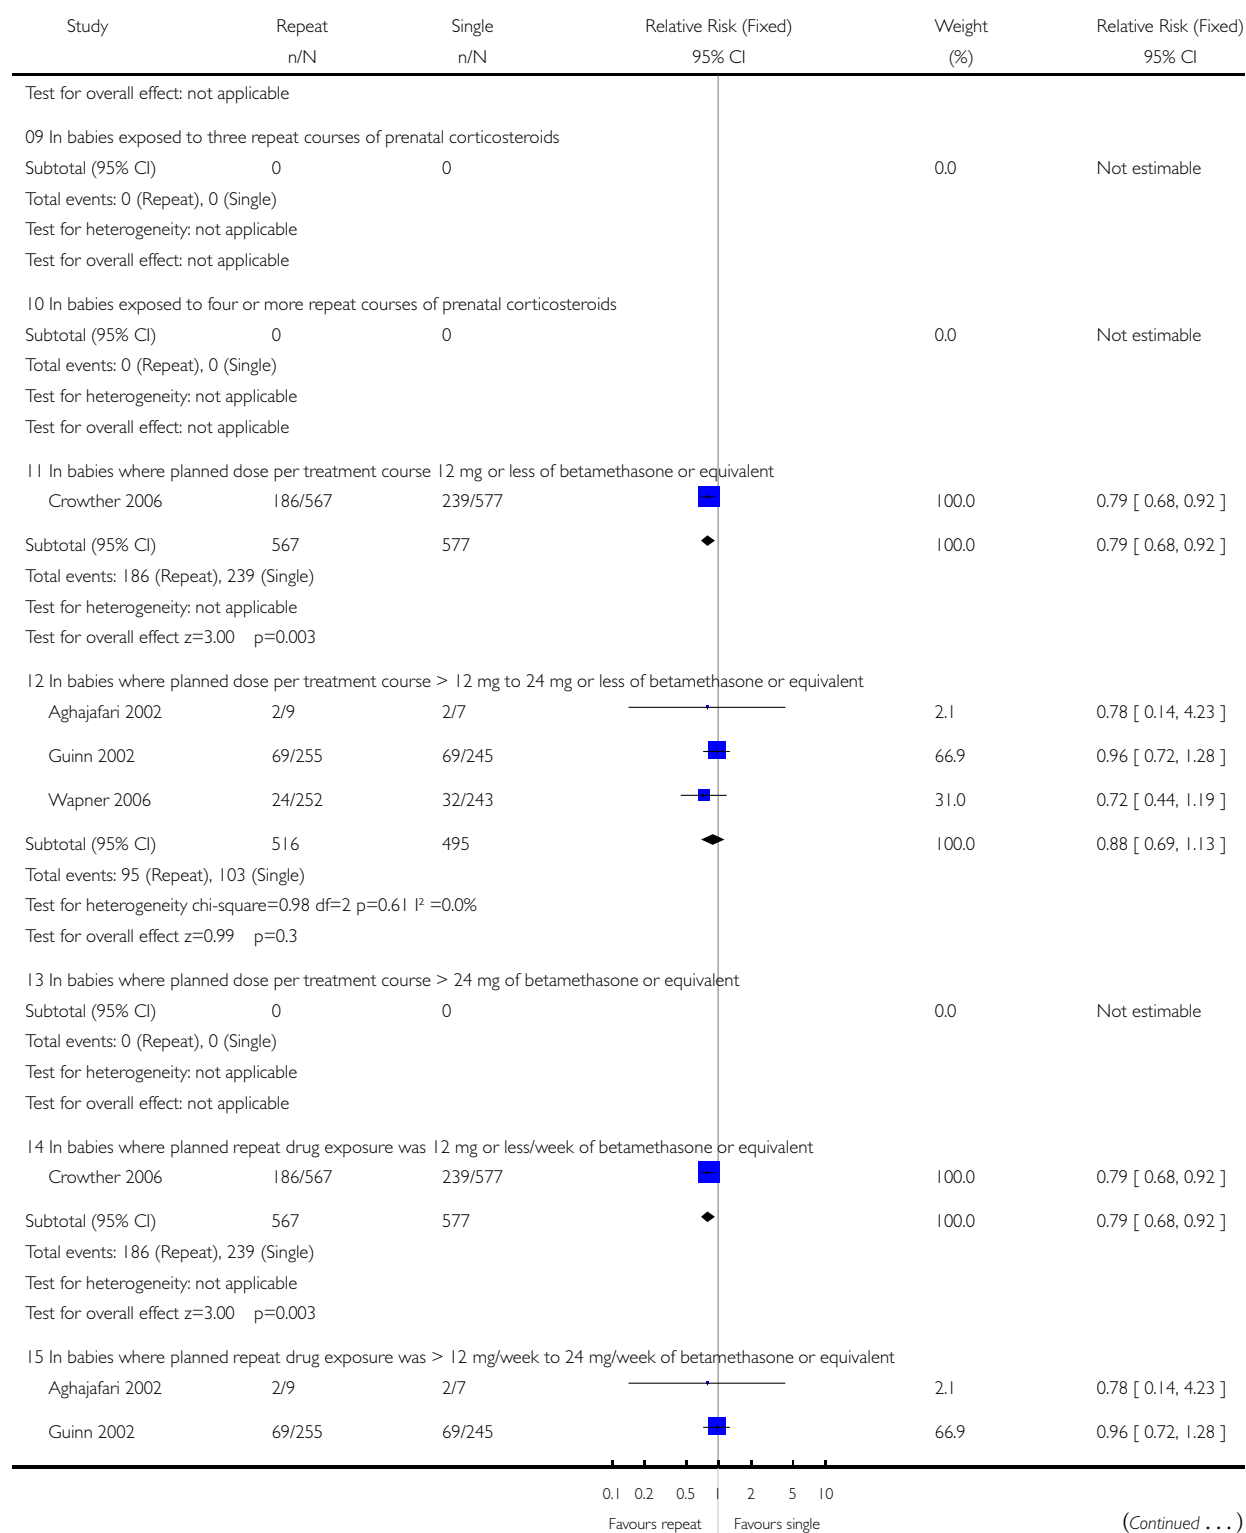 Study Repeat Single Relative Risk (Fixed) Weight Relative Risk (Fixed)
n/N n/N 95% CI (%) 95% CI
Test for overall effect: not applicable
09 In babies exposed to three repeat courses of prenatal corticosteroids
Subtotal (95% CI) 0 0 0.0 Not estimable
Total events: 0 (Repeat), 0 (Single)
Test for heterogeneity: not applicable
Test for overall effect: not applicable
10 In babies exposed to four or more repeat courses of prenatal corticosteroids
Subtotal (95% CI) 0 0 0.0 Not estimable
Total events: 0 (Repeat), 0 (Single)
Test for heterogeneity: not applicable
Test for overall effect: not applicable
11 In babies where planned dose per treatment course 12 mg or less of betamethasone or equivalent
Crowther 2006 186/567 239/577 100.0 0.79 [ 0.68, 0.92 ]
Subtotal (95% CI) 567 577 100.0 0.79 [ 0.68, 0.92 ]
Total events: 186 (Repeat), 239 (Single)
Test for heterogeneity: not applicable
Test for overall effect z=3.00 p=0.003
12 In babies where planned dose per treatment course > 12 mg to 24 mg or less of betamethasone or equivalent
Aghajafari 2002 2/9 2/7 2.1 0.78 [ 0.14, 4.23 ]
Guinn 2002 69/255 69/245 66.9 0.96 [ 0.72, 1.28 ]
Wapner 2006 24/252 32/243 31.0 0.72 [ 0.44, 1.19 ]
Subtotal (95% CI) 516 495 100.0 0.88 [ 0.69, 1.13 ]
Total events: 95 (Repeat), 103 (Single)
Test for heterogeneity chi-square=0.98 df=2 p=0.61 I² =0.0%
Test for overall effect z=0.99 p=0.3
13 In babies where planned dose per treatment course > 24 mg of betamethasone or equivalent
Subtotal (95% CI) 0 0 0.0 Not estimable
Total events: 0 (Repeat), 0 (Single)
Test for heterogeneity: not applicable
Test for overall effect: not applicable
14 In babies where planned repeat drug exposure was 12 mg or less/week of betamethasone or equivalent
Crowther 2006 186/567 239/577 100.0 0.79 [ 0.68, 0.92 ]
Subtotal (95% CI) 567 577 100.0 0.79 [ 0.68, 0.92 ]
Total events: 186 (Repeat), 239 (Single)
Test for heterogeneity: not applicable
Test for overall effect z=3.00 p=0.003
15 In babies where planned repeat drug exposure was > 12 mg/week to 24 mg/week of betamethasone or equivalent
Aghajafari 2002 2/9 2/7 2.1 0.78 [ 0.14, 4.23 ]
Guinn 2002 69/255 69/245 66.9 0.96 [ 0.72, 1.28 ]
0.1 0.2 0.5 1 2 5 10
Favours repeat Favours single (Continued . . . )